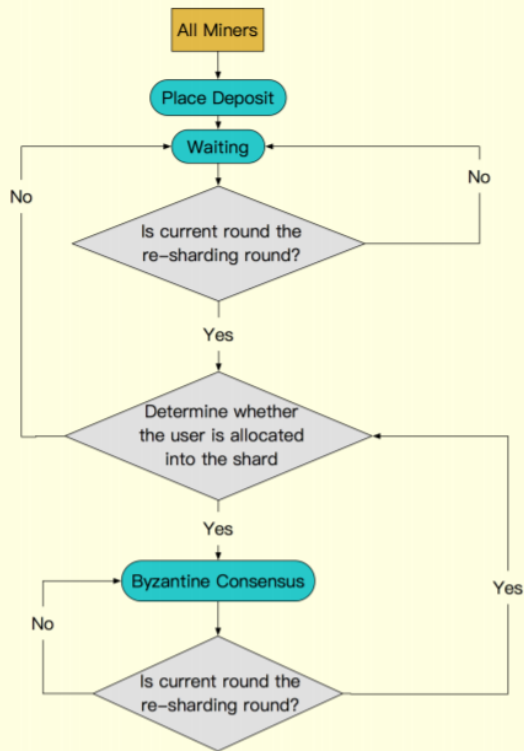 All Miners
Place Deposit
Waiting
No
No
Is current round the
re-sharding round?
Yes
Determine whether
the user is allocated
into the shard
Yes
Byzantine Consensus
No
Yes
Is current round the
re-sharding round?